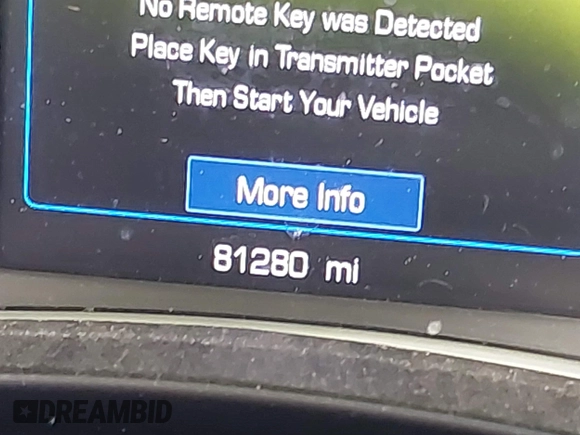 No Remote Key was Detected
Place Key in Transmitter Pocket
Then Start Your Vehicle
More Info
81280 mi
DREAMBID